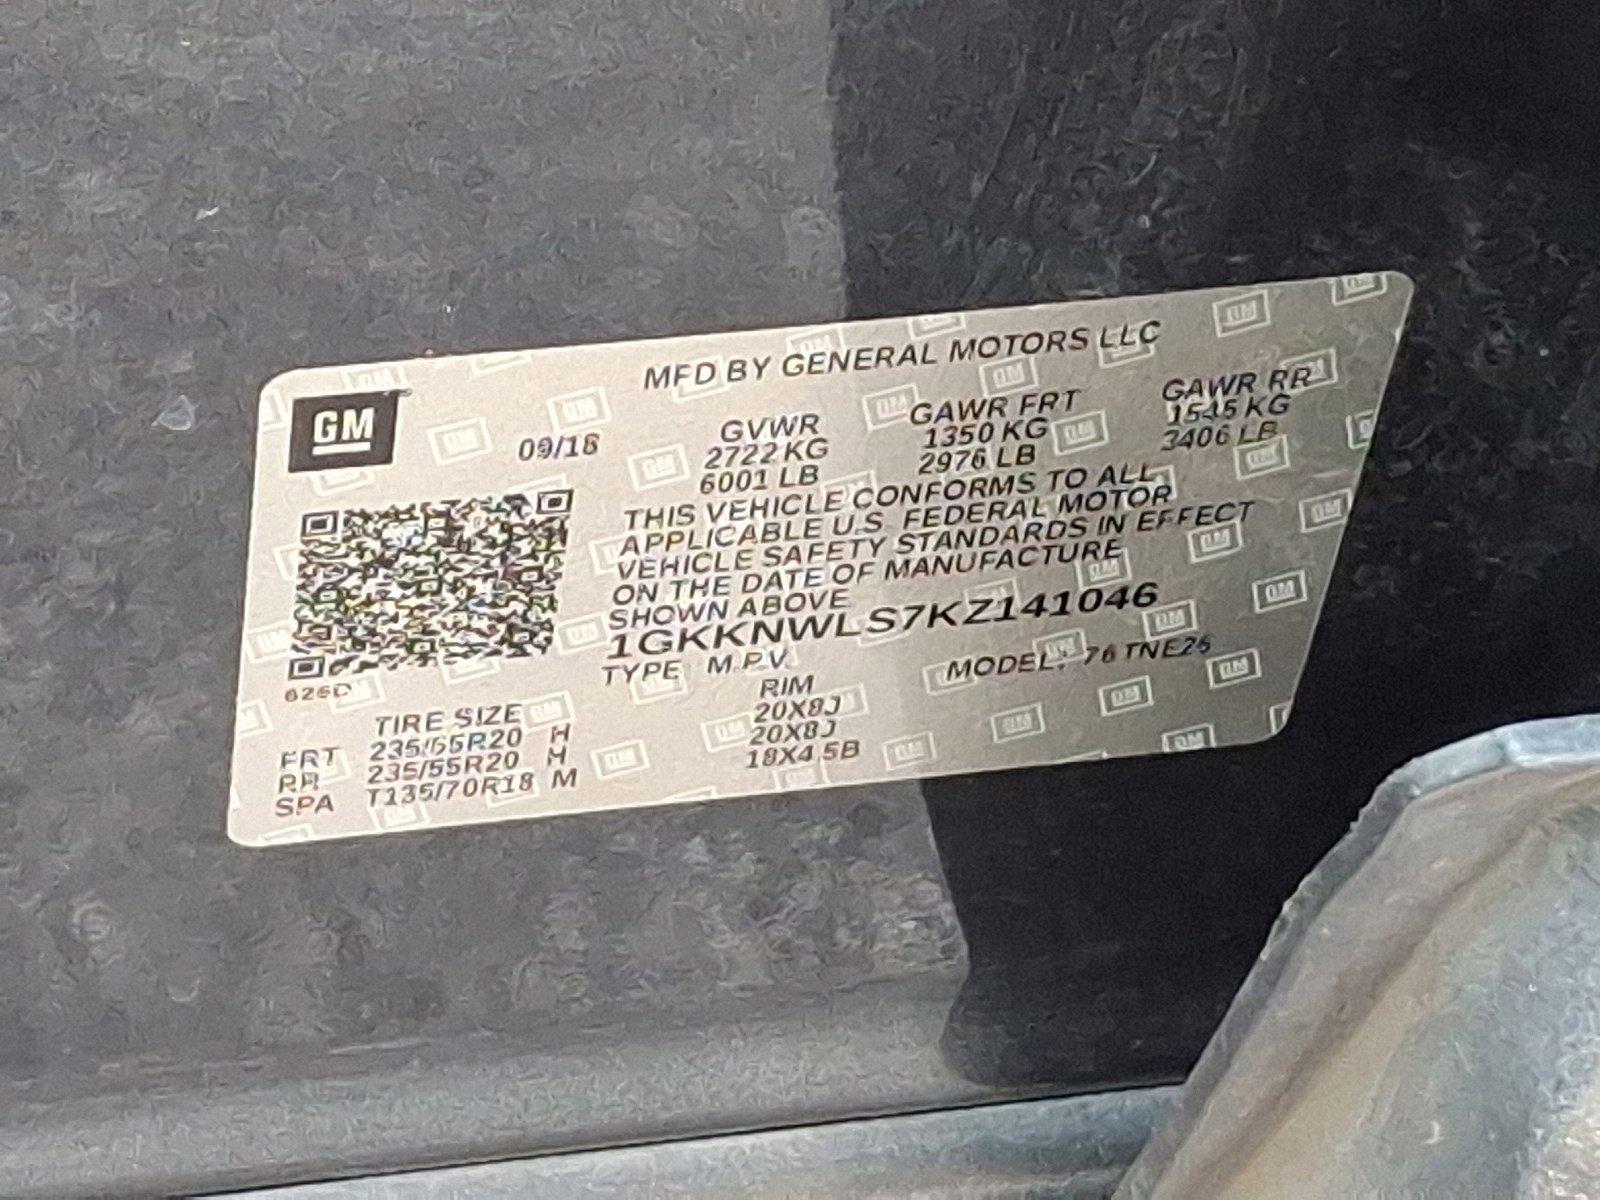 MFD BY GENERAL MOTORS LLC
GM
09/18
GVWR GAWR FRT GAWR RR
2722 KG 1350 KG 1545 KG
6001 LB 2976 LB 3406 LB
THIS VEHICLE CONFORMS TO ALL
APPLICABLE U.S. FEDERAL MOTOR
VEHICLE SAFETY STANDARDS IN EFFECT
ON THE DATE OF MANUFACTURE
SHOWN ABOVE
1GKKNWLS7KZ141046
TYPE M.P.V. MODEL: 76 TNE26
626D
TIRE SIZE RIM
FRT 235/55R20 H 20X8J
RR 235/55R20 H 20X8J
SPA T135/70R18 M 18X4.5B